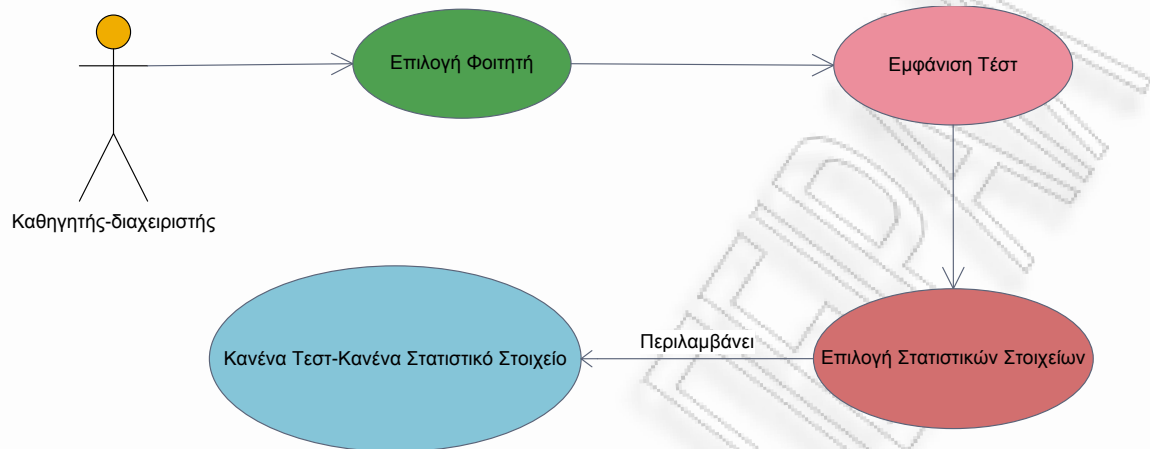 Επιλογή Φοιτητή
Εμφάνιση Τέστ
Καθηγητής-διαχειριστής
Περιλαμβάνει
Κανένα Τεστ-Κανένα Στατιστικό Στοιχείο
Επιλογή Στατιστικών Στοιχείων